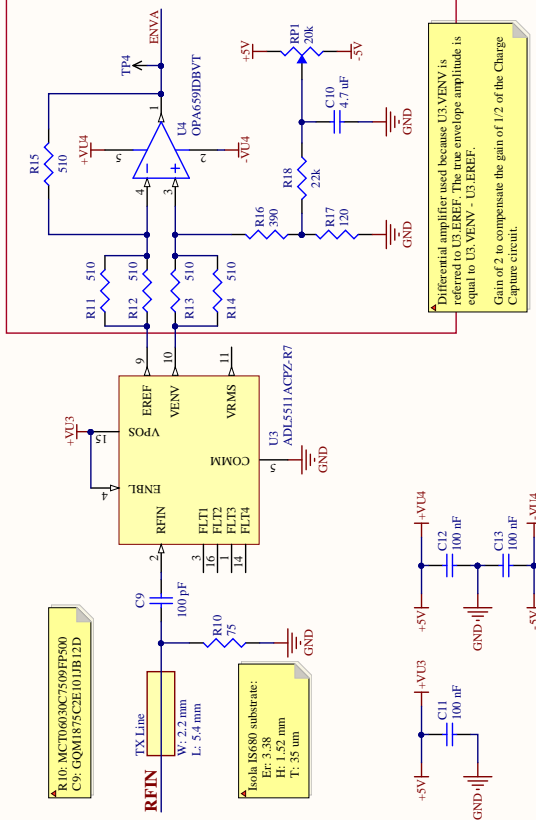 R10: MCT06030C7509FP500
C9: GQM1875C2E101JB12D
RFIN
TX Line
W: 2.2 mm
L: 5.4 mm
Isola IS680 substrate:
Er: 3.38
H: 1.52 mm
T: 35 um
R10
75
GND
C9
100 pF
2
4
15
+VU3
RFIN
ENBL
VPOS
FLT1
FLT2
FLT3
FLT4
3
16
1
14
COMM
5
GND
EREF
VENV
VRMS
9
10
11
U3
ADL5511ACPZ-R7
R11
510
R12
510
R13
510
R14
510
R15
510
4
3
+VU4
5
2
-VU4
1
U4
OPA659IDBVT
TP4
ENVA
R16
390
R17
120
GND
R18
22k
C10
4.7 uF
GND
+5V
RP1
20k
-5V
Differential amplifier used because U3.VENV is
referred to U3.EREF. The true envelope amplitude is
equal to U3.VENV - U3.EREF.
Gain of 2 to compensate the gain of 1/2 of the Charge
Capture circuit.
+5V
+VU3
C11
100 nF
GND
+5V
+VU4
C12
100 nF
GND
C13
100 nF
-5V
-VU4